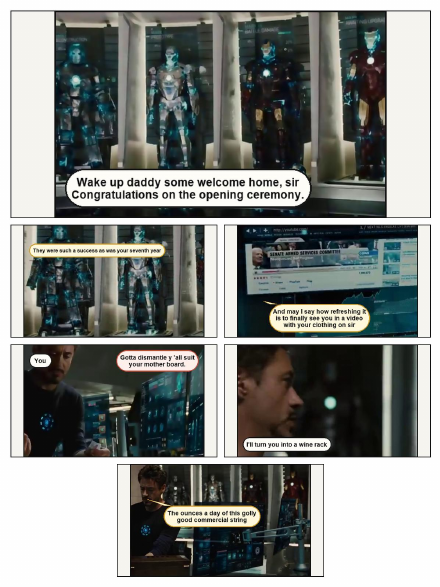 Wake up daddy some welcome home, sir
Congratulations on the opening ceremony.
They were such a success as was your seventh year
SENATE ARMED SERVICES COMMITTEE
And may I say how refreshing it
is to finally see you in a video
with your clothing on sir
You
Gotta dismantle y 'all suit
your mother board.
I'll turn you into a wine rack
The ounces a day of this golly
good commercial string